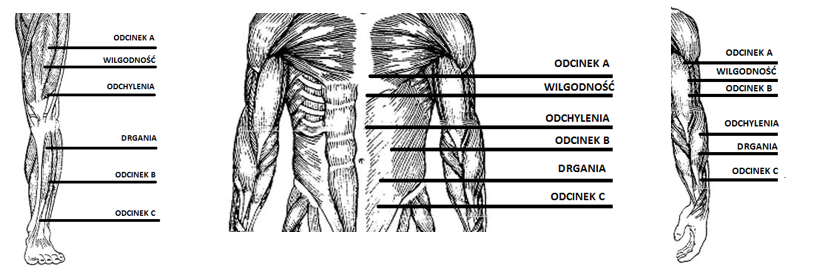 ODCINEK A
WILGODNOŚĆ
ODCHYLENIA
DRGANIA
ODCINEK B
ODCINEK C
ODCINEK A
WILGODNOŚĆ
ODCHYLENIA
ODCINEK B
DRGANIA
ODCINEK C
ODCINEK A
WILGODNOŚĆ
ODCINEK B
ODCHYLENIA
DRGANIA
ODCINEK C